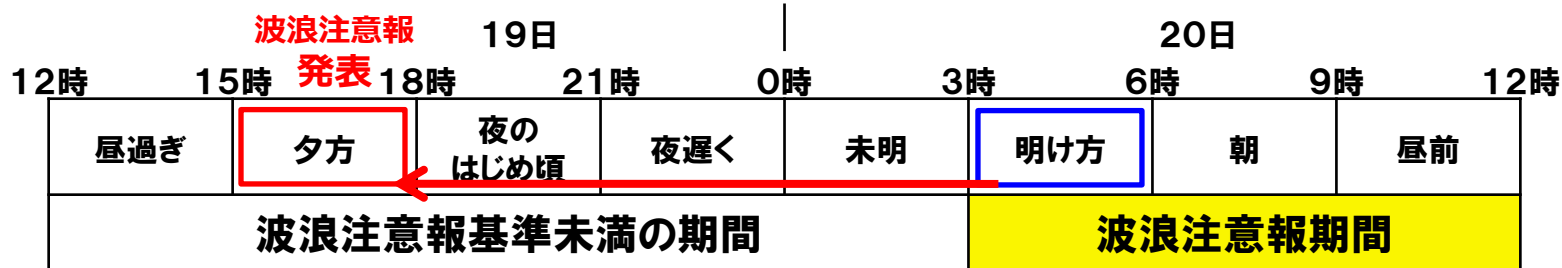 波浪注意報 19日 20日
発表
12時 15時 18時 21時 0時 3時 6時 9時 12時
昼過ぎ 夕方 夜の
はじめ頃 夜遅く 未明 明け方 朝 昼前
波浪注意報基準未満の期間 波浪注意報期間